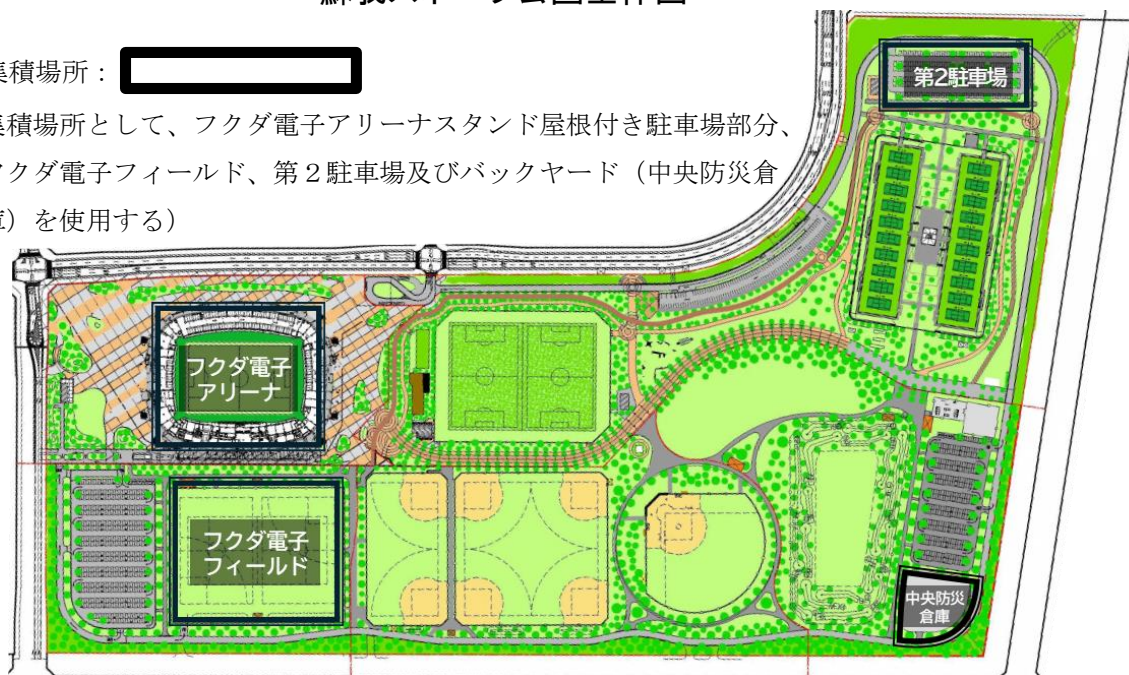 集積場所：
集積場所として、フクダ電子アリーナスタンド屋根付き駐車場部分、
フクダ電子フィールド、第２駐車場及びバックヤード（中央防災倉
庫）を使用する）
第2駐車場
フクダ電子
アリーナ
フクダ電子
フィールド
中央防災
倉庫